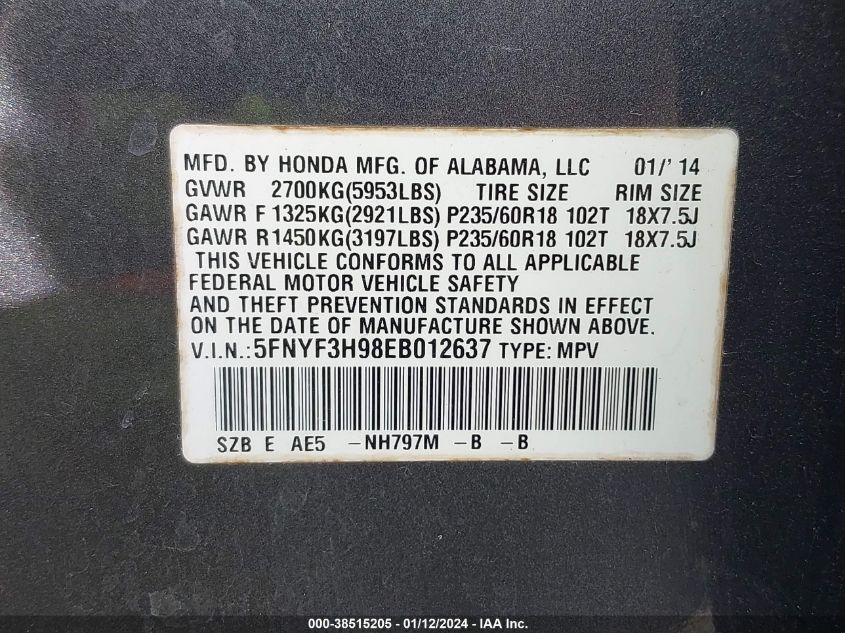 MFD. BY HONDA MFG. OF ALABAMA, LLC 01/'14
GVWR 2700KG(5953LBS) TIRE SIZE RIM SIZE
GAWR F 1325KG(2921LBS) P235/60R18 102T 18X7.5J
GAWR R1450KG(3197LBS) P235/60R18 102T 18X7.5J
THIS VEHICLE CONFORMS TO ALL APPLICABLE
FEDERAL MOTOR VEHICLE SAFETY
AND THEFT PREVENTION STANDARDS IN EFFECT
ON THE DATE OF MANUFACTURE SHOWN ABOVE.
V.I.N.:5FNYF3H98EB012637 TYPE: MPV
SZB E AE5 -NH797M -B -B
000-38515205 - 01/12/2024 - IAA Inc.